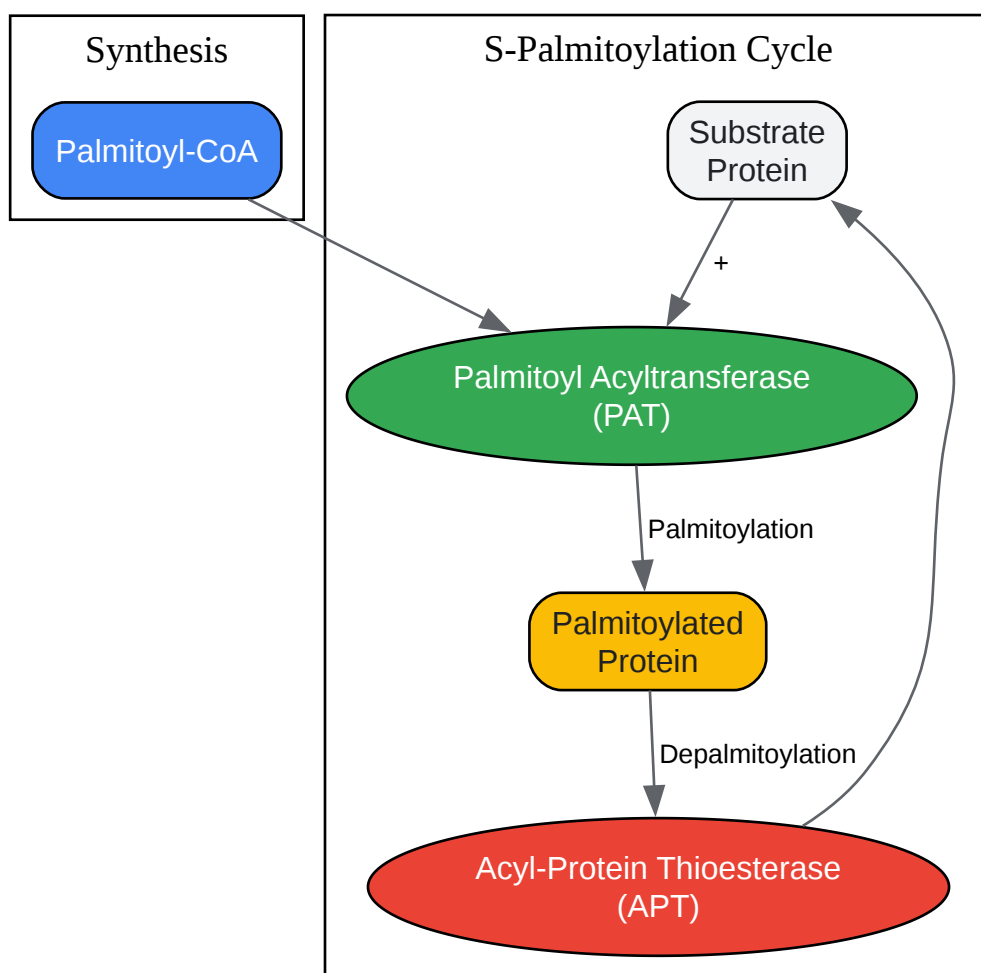 Synthesis
Palmitoyl-CoA
S-Palmitoylation Cycle
Substrate
Protein
+
Palmitoyl Acyltransferase
(PAT)
Palmitoylation
Palmitoylated
Protein
Depalmitoylation
Acyl-Protein Thioesterase
(APT)